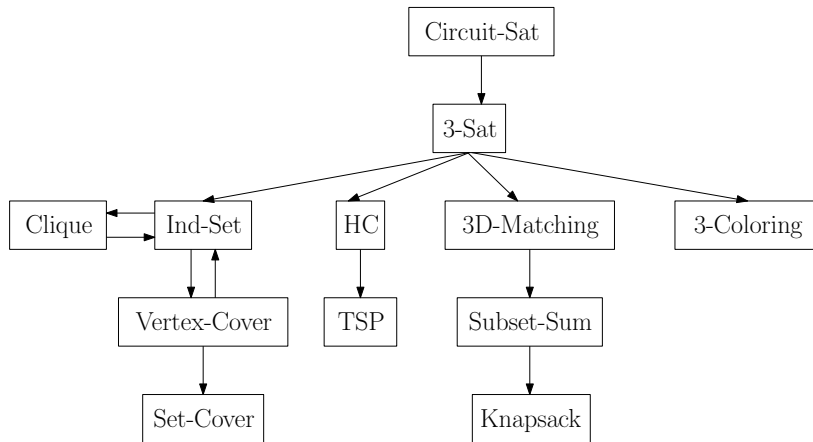 Circuit-Sat
3-Sat
Clique
Ind-Set
HC
3D-Matching
3-Coloring
Vertex-Cover
TSP
Subset-Sum
Set-Cover
Knapsack